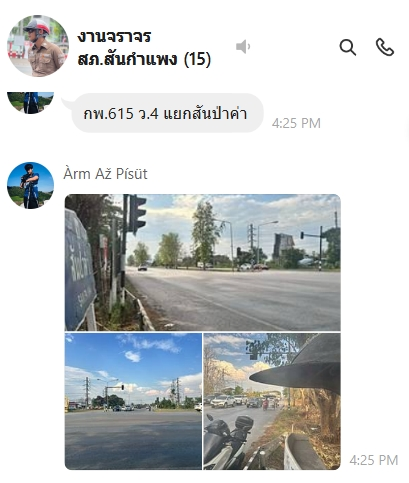 งานจราจร
สภ.สันกำแพง (15)
กพ.615 ว.4 แยกสันป่าค่า
4:25 PM
Àrm Až Písüt
4:25 PM